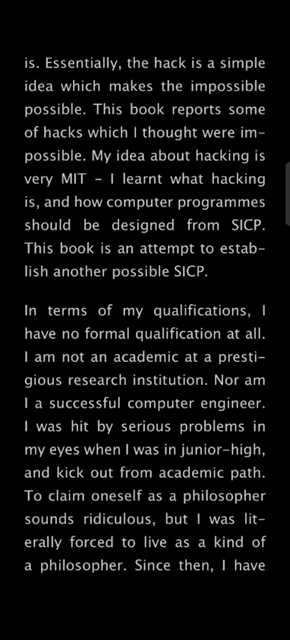 is. Essentially, the hack is a simple
idea which makes the impossible
possible. This book reports some
of hacks which I thought were im-
possible. My idea about hacking is
very MIT – I learnt what hacking
is, and how computer programmes
should be designed from SICP.
This book is an attempt to estab-
lish another possible SICP.
In terms of my qualifications, I
have no formal qualification at all.
I am not an academic at a presti-
gious research institution. Nor am
I a successful computer engineer.
I was hit by serious problems in
my eyes when I was in junior-high,
and kick out from academic path.
To claim oneself as a philosopher
sounds ridiculous, but I was lit-
erally forced to live as a kind of
a philosopher. Since then, I have